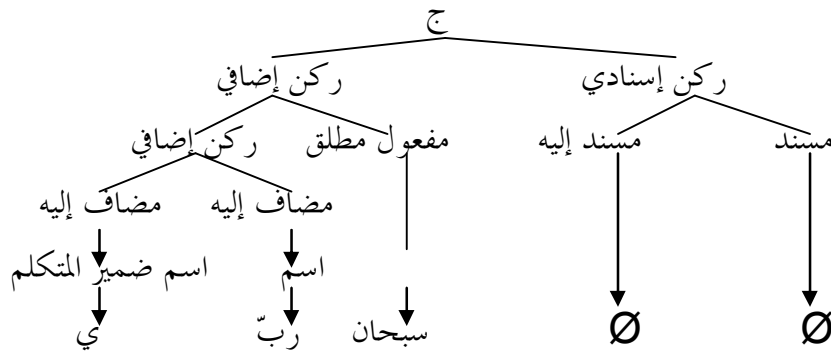 ج
ركن إسنادي ركن إضافي
مسند مسند إليه مفعول مطلق ركن إضافي
مضاف إليه مضاف إليه
اسم اسم ضمير المتكلم
Ø Ø سبحان ربّ ي